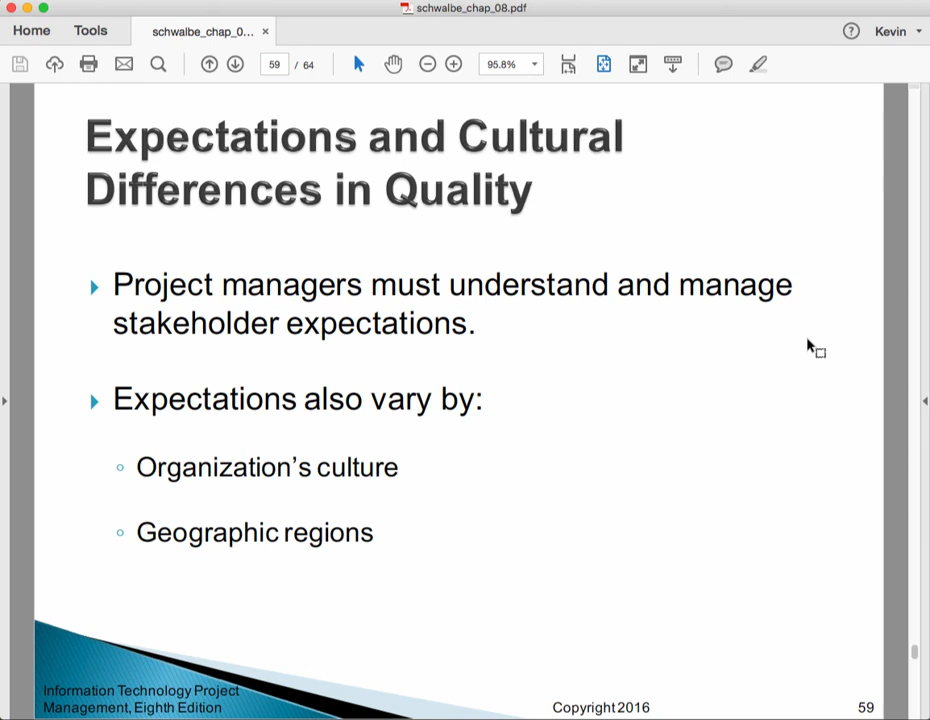 schwalbe_chap_08.pdf
Home Tools schwalbe_chap_0... × ? Kevin
59 / 64 95.8%
Expectations and Cultural
Differences in Quality
Project managers must understand and manage
stakeholder expectations.
Expectations also vary by:
Organization’s culture
Geographic regions
Information Technology Project
Management, Eighth Edition
Copyright 2016
59